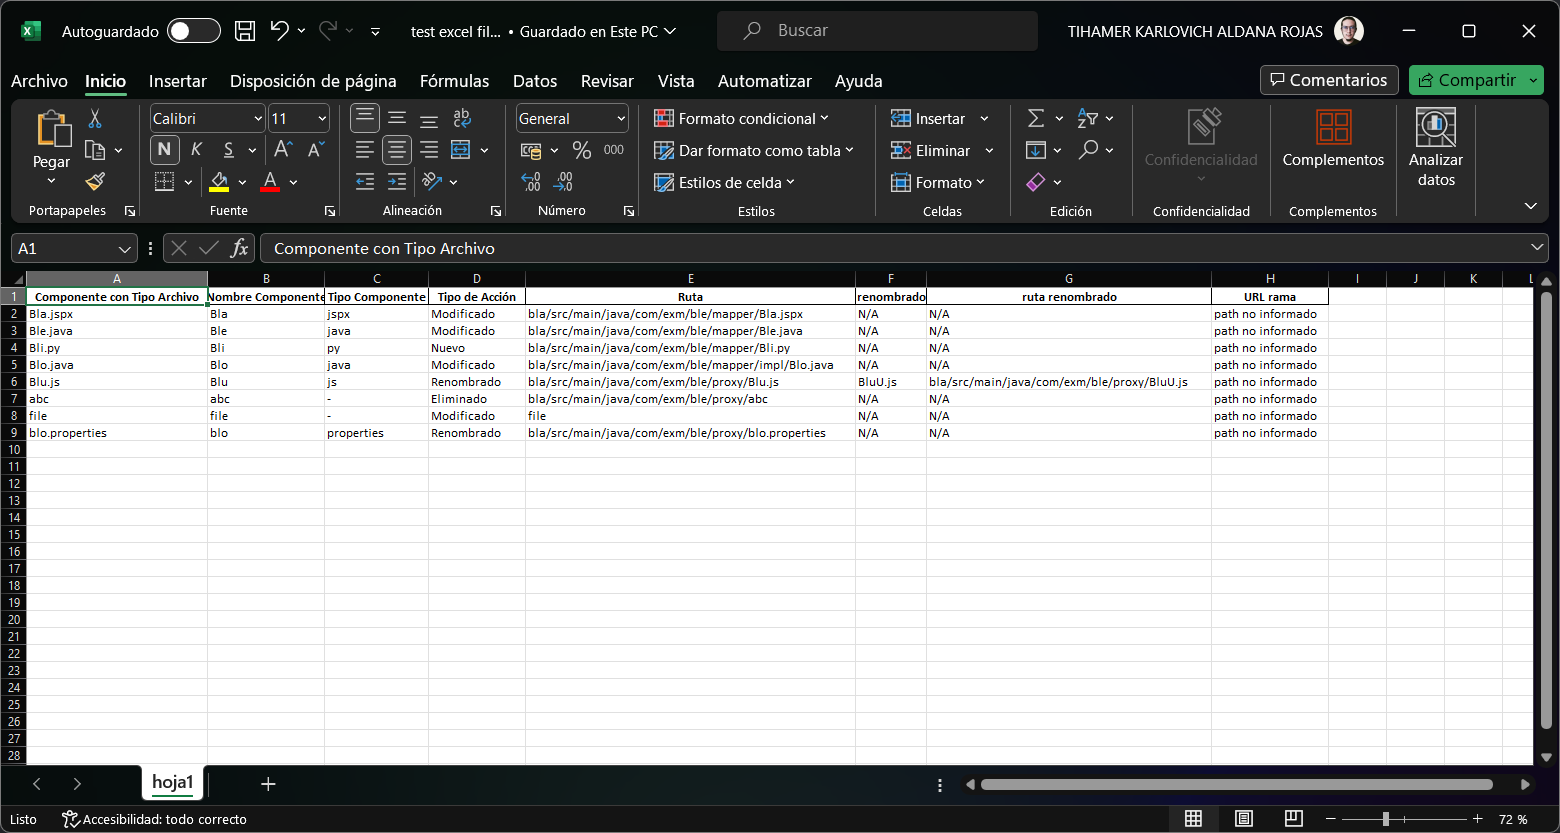 Autoguardado test excel fil... • Guardado en Este PC Buscar TIHAMER KARLOVICH ALDANA ROJAS
Archivo Inicio Insertar Disposición de página Fórmulas Datos Revisar Vista Automatizar Ayuda Comentarios Compartir
Pegar
Portapapeles
Calibri 11
N K S A A
A
Fuente
ab
Alineación
General
% 000
Número
Formato condicional
Dar formato como tabla
Estilos de celda
Estilos
Insertar
Eliminar
Formato
Celdas
Edición
Confidencialidad
Confidencialidad
Complementos
Complementos
Analizar
datos
A1 fx Componente con Tipo Archivo
A B C D E F G H I J K L
1 Componente con Tipo Archivo Nombre Componente Tipo Componente Tipo de Acción Ruta renombrado ruta renombrado URL rama
2 Bla.jspx Bla jspx Modificado bla/src/main/java/com/exm/ble/mapper/Bla.jspx N/A N/A path no informado
3 Ble.java Ble java Modificado bla/src/main/java/com/exm/ble/mapper/Ble.java N/A N/A path no informado
4 Bli.py Bli py Nuevo bla/src/main/java/com/exm/ble/mapper/Bli.py N/A N/A path no informado
5 Blo.java Blo java Modificado bla/src/main/java/com/exm/ble/mapper/impl/Blo.java N/A N/A path no informado
6 Blu.js Blu js Renombrado bla/src/main/java/com/exm/ble/proxy/Blu.js BluU.js bla/src/main/java/com/exm/ble/proxy/BluU.js path no informado
7 abc abc - Eliminado bla/src/main/java/com/exm/ble/proxy/abc N/A N/A path no informado
8 file file - Modificado file N/A N/A path no informado
9 blo.properties blo properties Renombrado bla/src/main/java/com/exm/ble/proxy/blo.properties N/A N/A path no informado
10
11
12
13
14
15
16
17
18
19
20
21
22
23
24
25
26
27
28
hoja1
Listo Accesibilidad: todo correcto 72 %